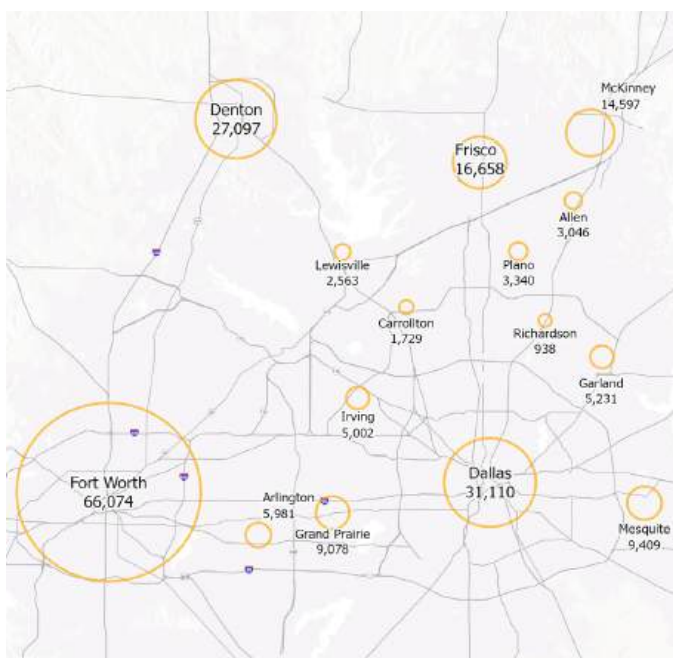 McKinney
14,597
Denton
27,097
Frisco
16,658
Allen
3,046
Lewisville
2,563
Plano
3,340
Carrollton
1,729
Richardson
938
Garland
5,231
Irving
5,002
Fort Worth
66,074
Dallas
31,110
Arlington
5,981
Grand Prairie
9,078
Mesquite
9,409